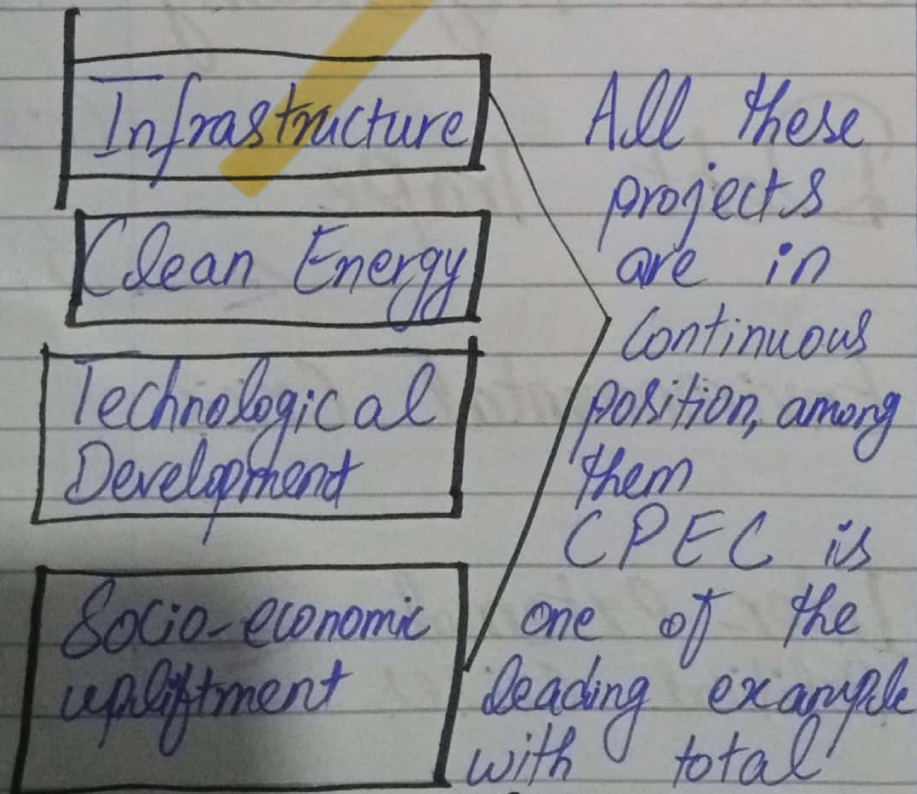 Infrastructure
Clean Energy
Technological
Development
Socio-economic
upliftment
All these
projects
are in
continuous
position, among
them
CPEC is
one of the
leading example
with total